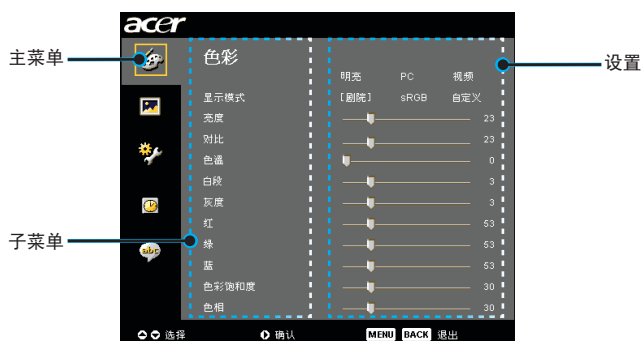 acer
主菜单
色彩
设置
明亮 PC 视频
显示模式 [剧院] sRGB 自定义
亮度 23
对比 23
色温 0
白段 3
灰度 3
红 53
子菜单
绿 53
蓝 53
色彩饱和度 30
色相 30
abc
选择 确认 MENU BACK 退出